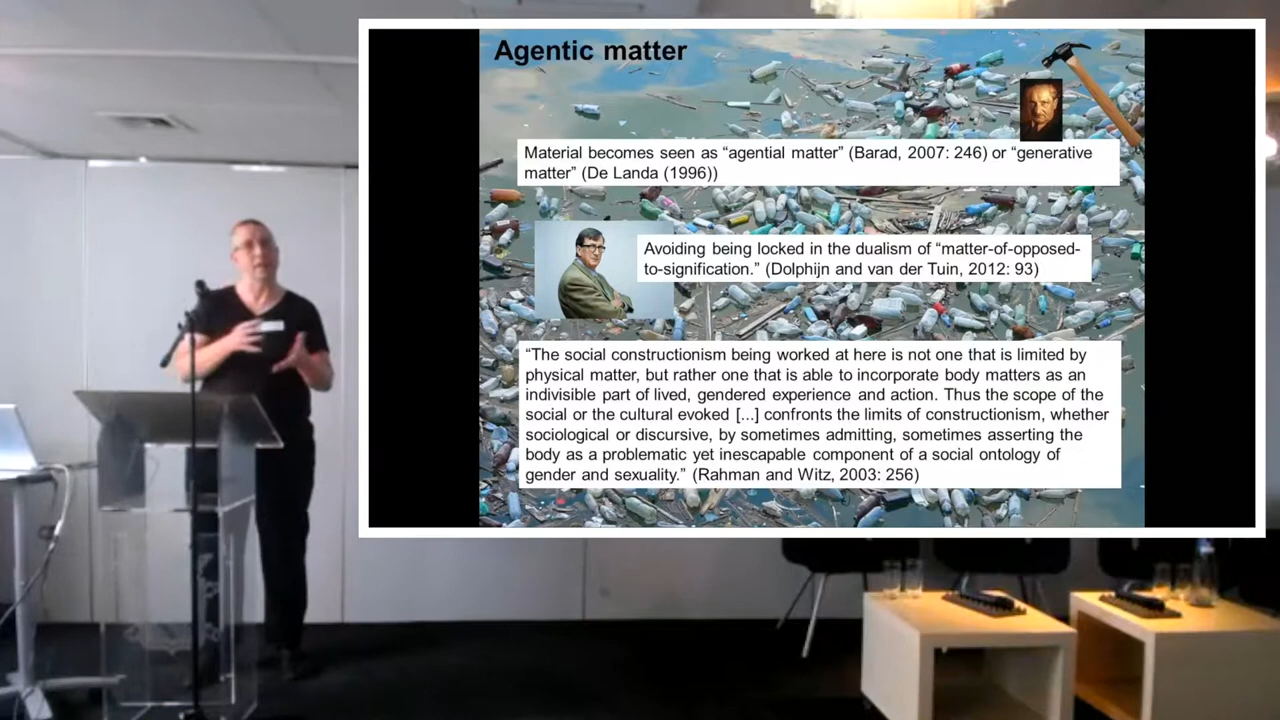 Agentic matter
Material becomes seen as “agential matter” (Barad, 2007: 246) or “generative
matter” (De Landa (1996))
Avoiding being locked in the dualism of “matter-of-opposed-
to-signification.” (Dolphijn and van der Tuin, 2012: 93)
“The social constructionism being worked at here is not one that is limited by
physical matter, but rather one that is able to incorporate body matters as an
indivisible part of lived, gendered experience and action. Thus the scope of the
social or the cultural evoked [...] confronts the limits of constructionism, whether
sociological or discursive, by sometimes admitting, sometimes asserting the
body as a problematic yet inescapable component of a social ontology of
gender and sexuality.” (Rahman and Witz, 2003: 256)